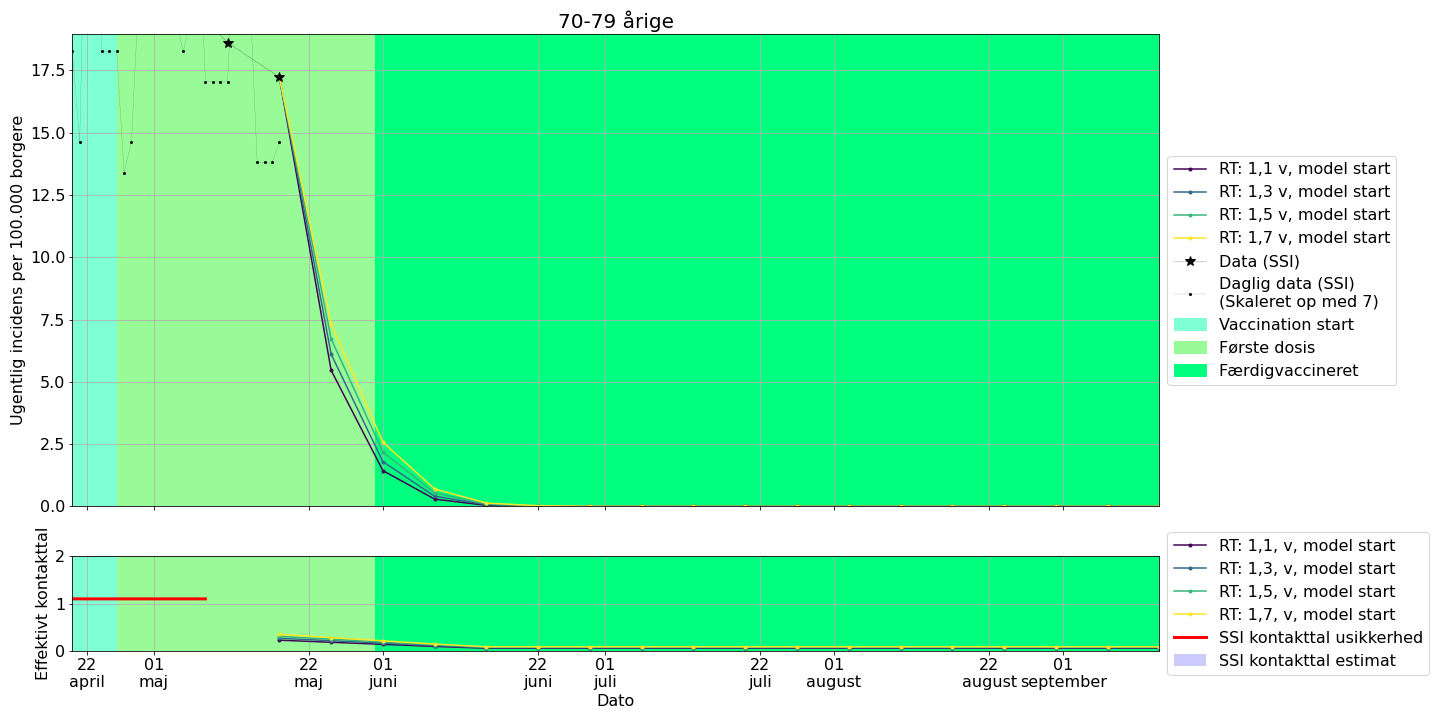 70-79 årige
Ugentlig incidens per 100.000 borgere
17.5
15.0
12.5
10.0
7.5
5.0
2.5
0.0
RT: 1,1 v, model start
RT: 1,3 v, model start
RT: 1,5 v, model start
RT: 1,7 v, model start
Data (SSI)
Daglig data (SSI)
(Skaleret op med 7)
Vaccination start
Første dosis
Færdigvaccineret
Effektivt kontakttal
2
1
0
RT: 1,1, v, model start
RT: 1,3, v, model start
RT: 1,5, v, model start
RT: 1,7, v, model start
SSI kontakttal usikkerhed
SSI kontakttal estimat
22 01 22 01 22 01 22 01 22 01
april maj maj juni juni juli juli august august september
Dato